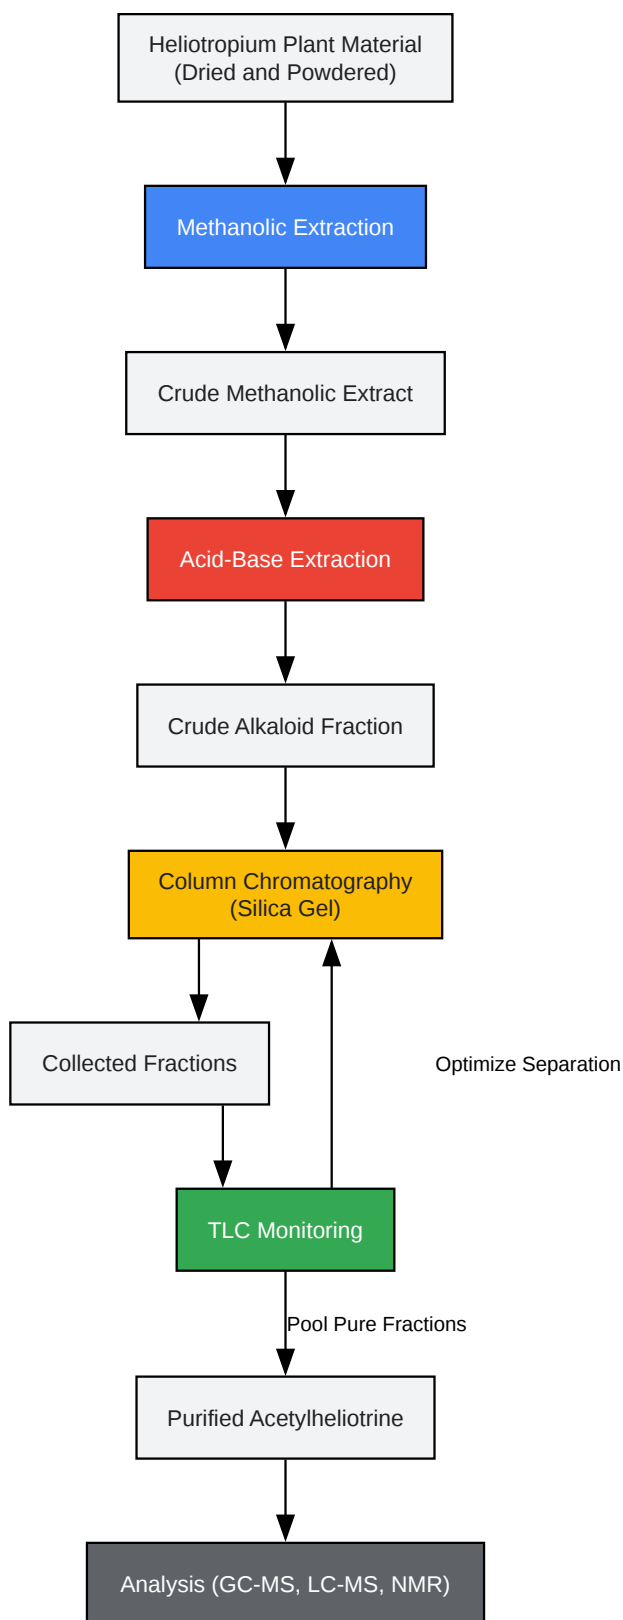 Heliotropium Plant Material
(Dried and Powdered)
Methanolic Extraction
Crude Methanolic Extract
Acid-Base Extraction
Crude Alkaloid Fraction
Column Chromatography
(Silica Gel)
Collected Fractions
Optimize Separation
TLC Monitoring
Pool Pure Fractions
Purified Acetylheliotrine
Analysis (GC-MS, LC-MS, NMR)